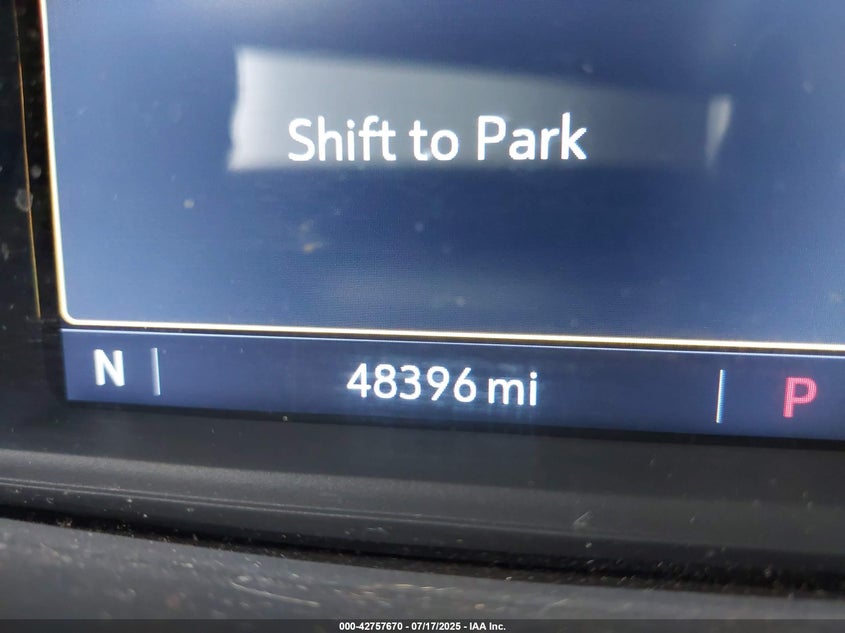 Shift to Park
N 48396 mi P
000-42757670 - 07/17/2025 - IAA Inc.